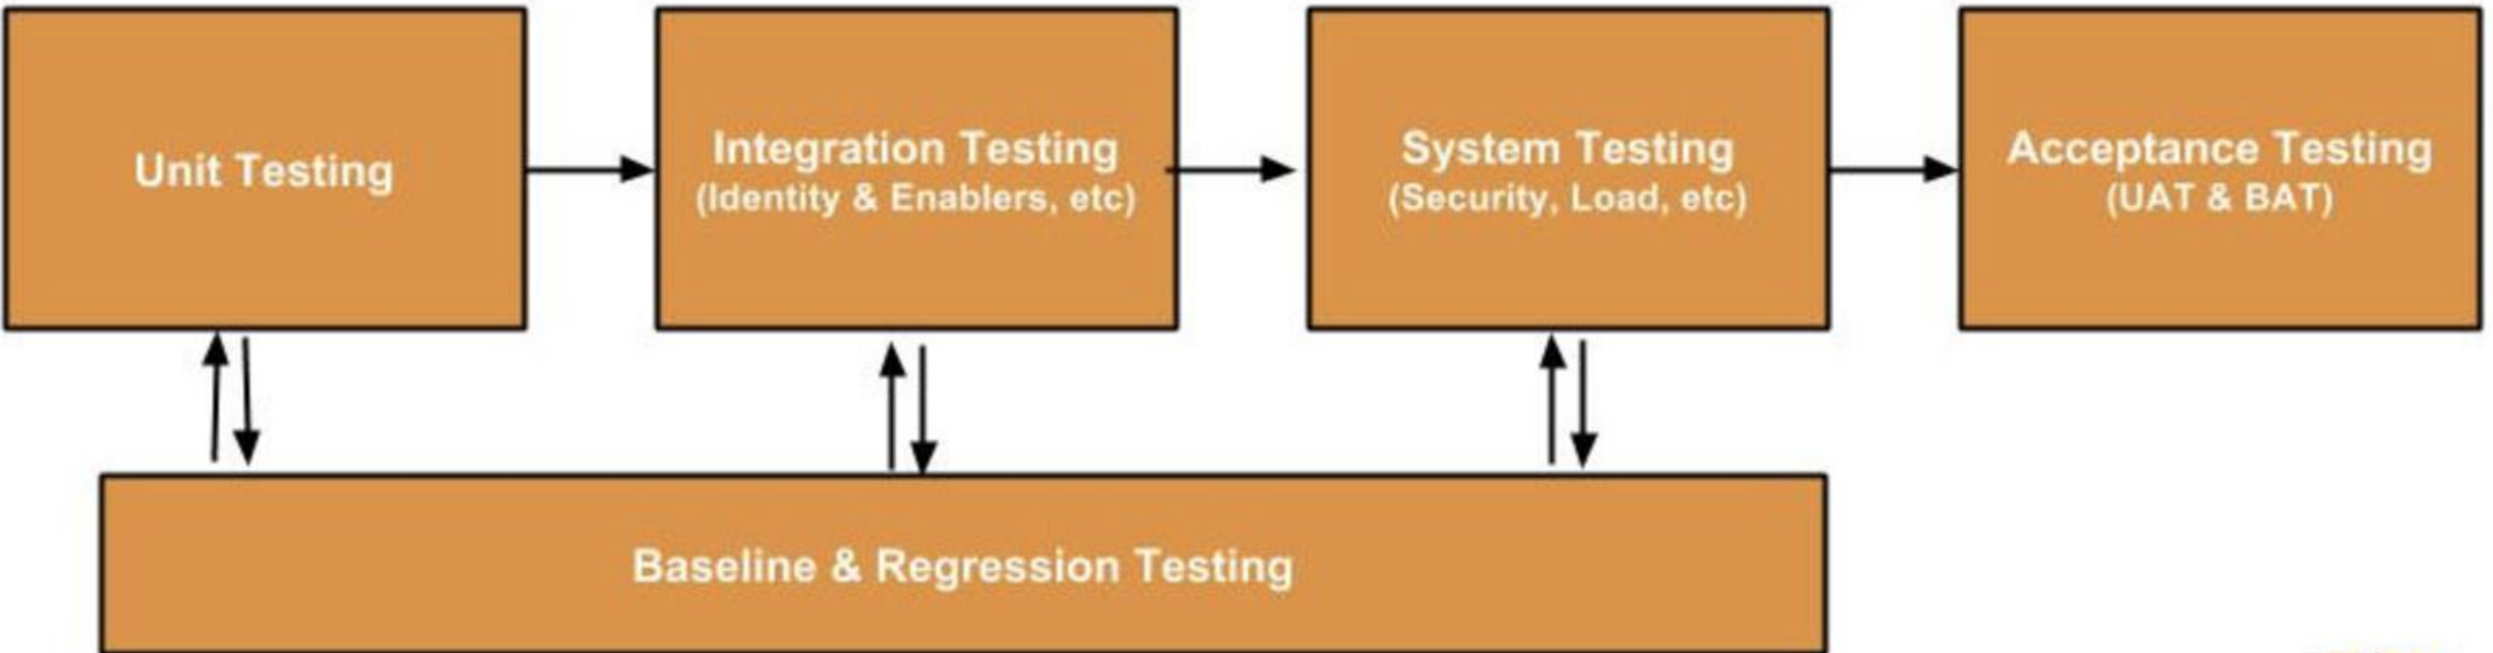 Unit Testing
Integration Testing
(Identity & Enablers, etc)
System Testing
(Security, Load, etc)
Acceptance Testing
(UAT & BAT)
Baseline & Regression Testing